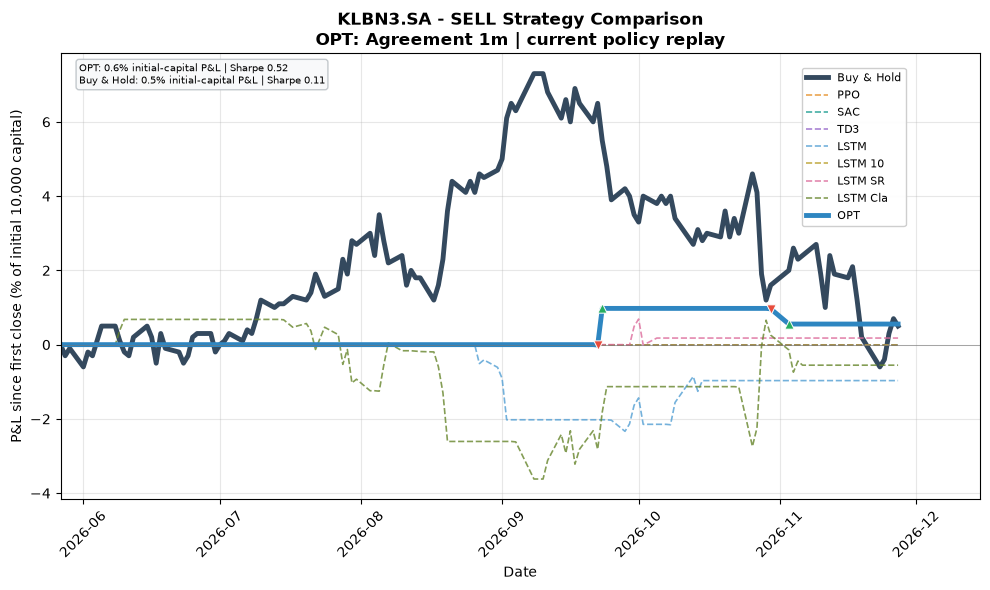 KLBN3.SA - SELL Strategy Comparison
OPT: Agreement 1m | current policy replay
OPT: 0.6% initial-capital P&L | Sharpe 0.52
Buy & Hold: 0.5% initial-capital P&L | Sharpe 0.11
Buy & Hold
PPO
SAC
TD3
LSTM
LSTM 10
LSTM SR
LSTM Cla
OPT
P&L since first close (% of initial 10,000 capital)
6
4
2
0
−2
−4
2026-06
2026-07
2026-08
2026-09
2026-10
2026-11
2026-12
Date